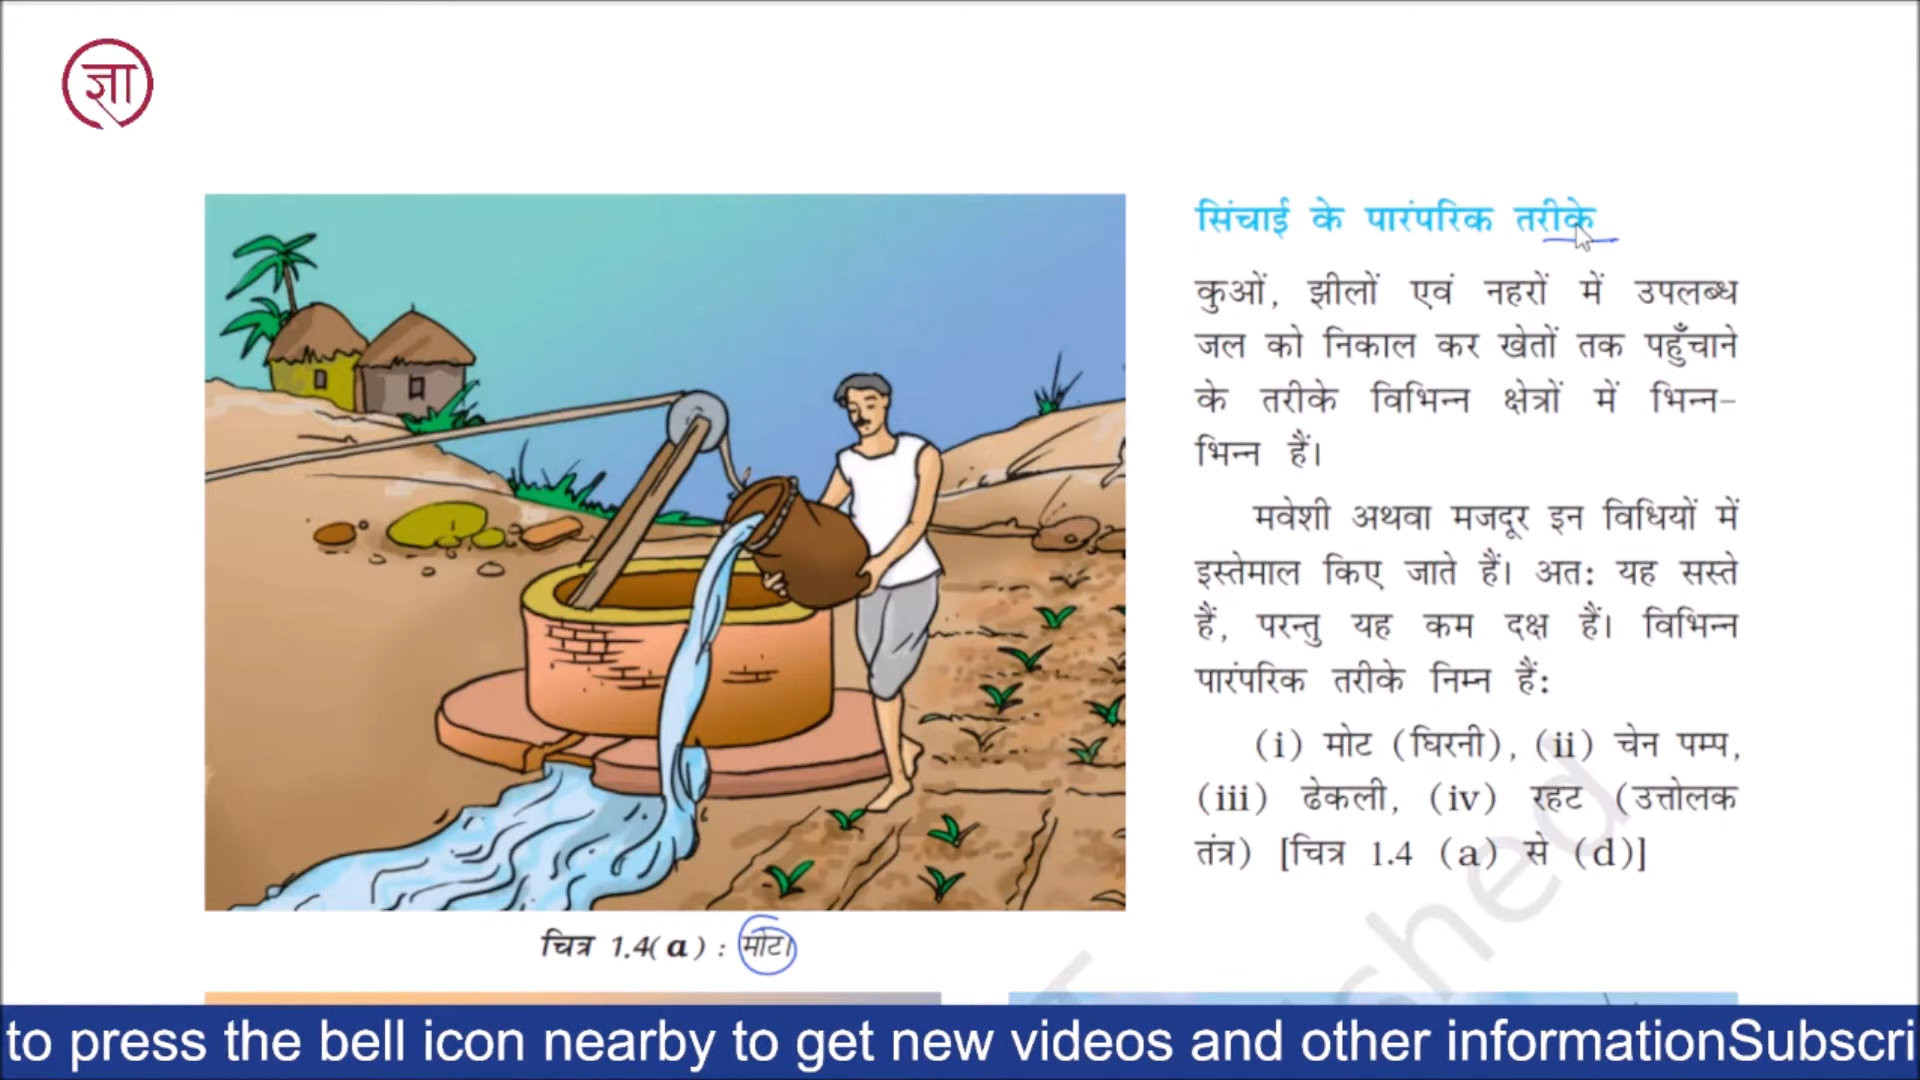 ज्ञा
सिंचाई के पारंपरिक तरीके
कुओं, झीलों एवं नहरों में उपलब्ध
जल को निकाल कर खेतों तक पहुँचाने
के तरीके विभिन्न क्षेत्रों में भिन्न-
भिन्न हैं।
मवेशी अथवा मजदूर इन विधियों में
इस्तेमाल किए जाते हैं। अतः यह सस्ते
हैं, परन्तु यह कम दक्ष हैं। विभिन्न
पारंपरिक तरीके निम्न हैं:
(i) मोट (घिरनी), (ii) चेन पम्प,
(iii) ढेकली, (iv) रहट (उत्तोलक
तंत्र) [चित्र 1.4 (a) से (d)]
चित्र 1.4(a) : मोट।
to press the bell icon nearby to get new videos and other informationSubscri